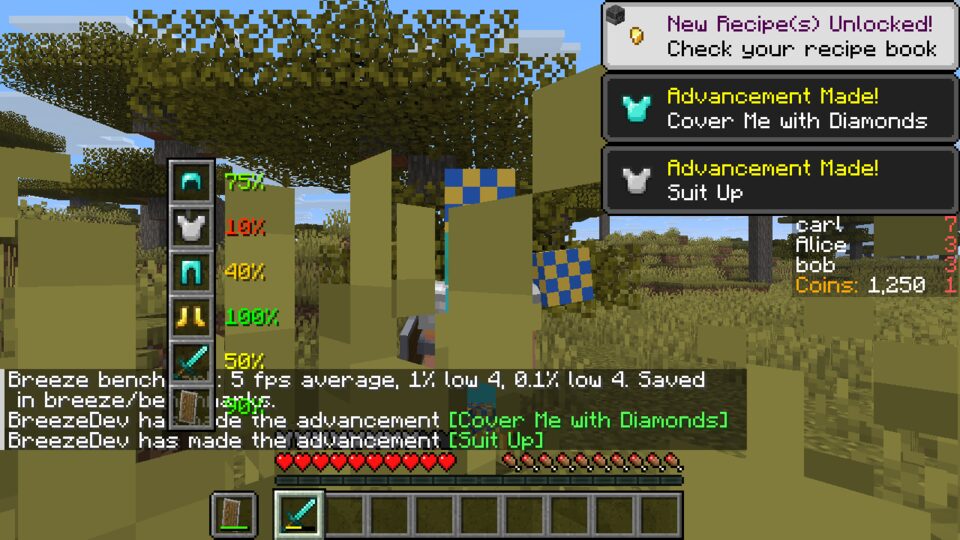 New Recipe(s) Unlocked!
Check your recipe book
Advancement Made!
Cover Me with Diamonds
Advancement Made!
Suit Up
carl 7
Alice 3
bob 3
Coins: 1,250 1
75%
10%
40%
100%
50%
90%
Breeze bench : 5 fps average, 1% low 4, 0.1% low 4. Saved
in breeze/be
BreezeDev has made the advancement [Cover Me with Diamonds]
BreezeDev has made the advancement [Suit Up]